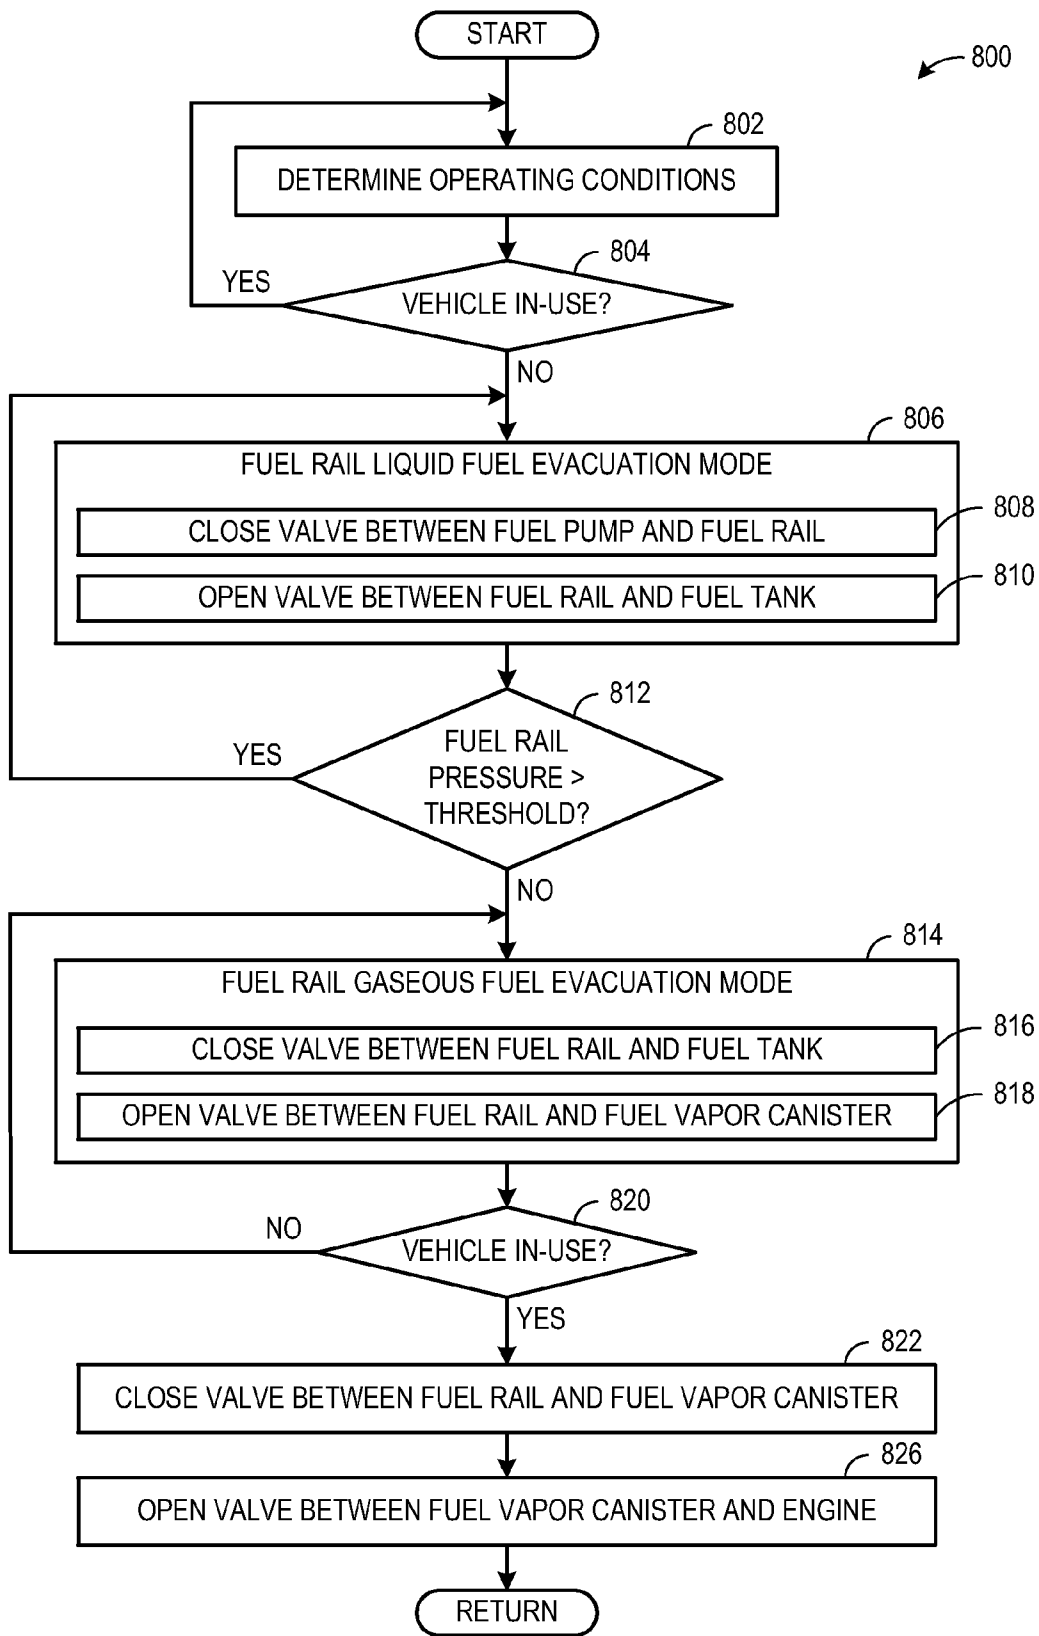 START
800
802
DETERMINE OPERATING CONDITIONS
804
YES
VEHICLE IN-USE?
NO
806
FUEL RAIL LIQUID FUEL EVACUATION MODE
808
CLOSE VALVE BETWEEN FUEL PUMP AND FUEL RAIL
810
OPEN VALVE BETWEEN FUEL RAIL AND FUEL TANK
812
YES
FUEL RAIL
PRESSURE >
THRESHOLD?
NO
814
FUEL RAIL GASEOUS FUEL EVACUATION MODE
816
CLOSE VALVE BETWEEN FUEL RAIL AND FUEL TANK
818
OPEN VALVE BETWEEN FUEL RAIL AND FUEL VAPOR CANISTER
820
NO
VEHICLE IN-USE?
YES
822
CLOSE VALVE BETWEEN FUEL RAIL AND FUEL VAPOR CANISTER
826
OPEN VALVE BETWEEN FUEL VAPOR CANISTER AND ENGINE
RETURN